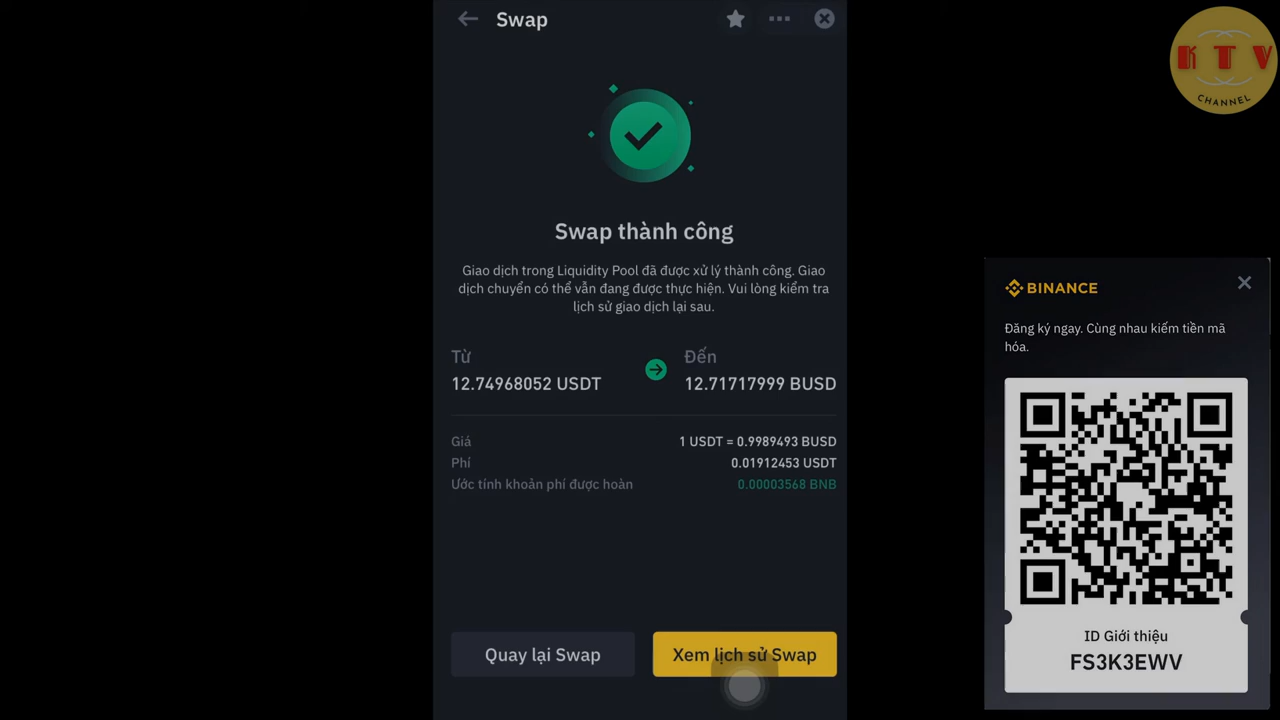 Swap
Swap thành công
Giao dịch trong Liquidity Pool đã được xử lý thành công. Giao
dịch chuyển có thể vẫn đang được thực hiện. Vui lòng kiểm tra
lịch sử giao dịch lại sau.
Từ
12.74968052 USDT
Đến
12.71717999 BUSD
Giá
1 USDT = 0.9989493 BUSD
Phí
0.01912453 USDT
Ước tính khoản phí được hoàn
0.00003568 BNB
Quay lại Swap
Xem lịch sử Swap
KTV
CHANNEL
BINANCE
Đăng ký ngay. Cùng nhau kiếm tiền mã
hóa.
ID Giới thiệu
FS3K3EWV